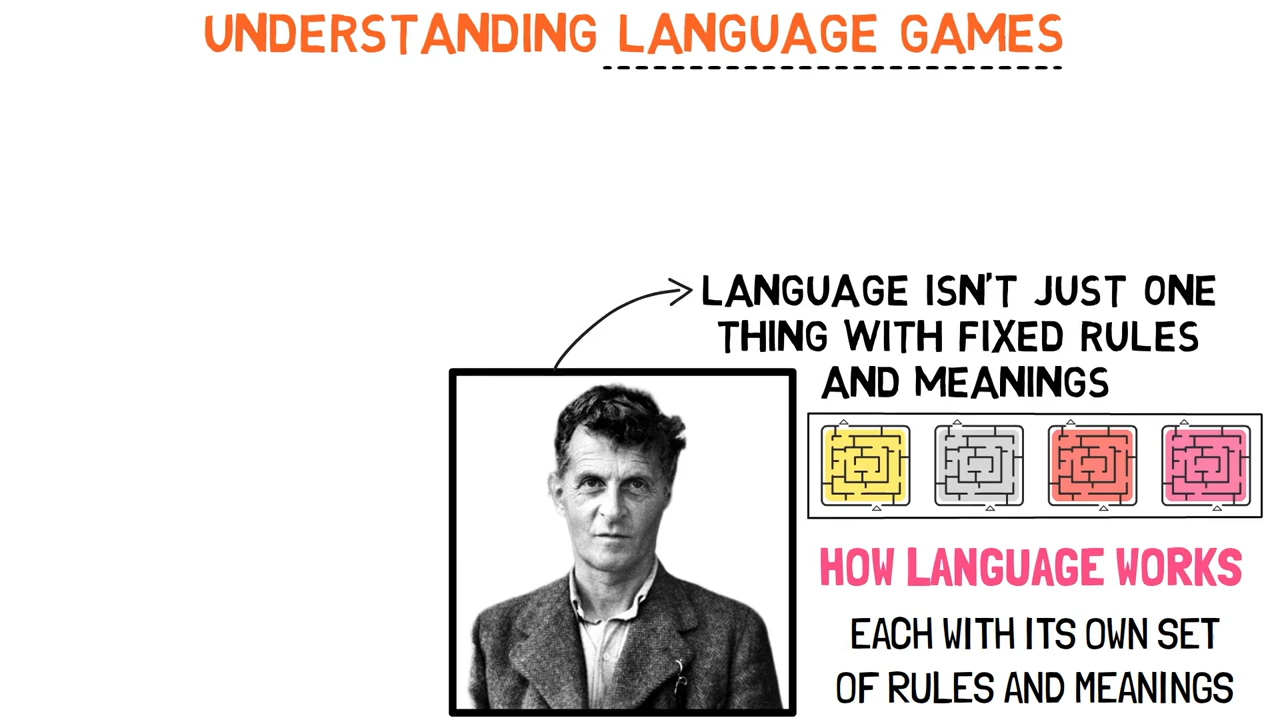 UNDERSTANDING LANGUAGE GAMES
LANGUAGE ISN'T JUST ONE
THING WITH FIXED RULES
AND MEANINGS
HOW LANGUAGE WORKS
EACH WITH ITS OWN SET
OF RULES AND MEANINGS